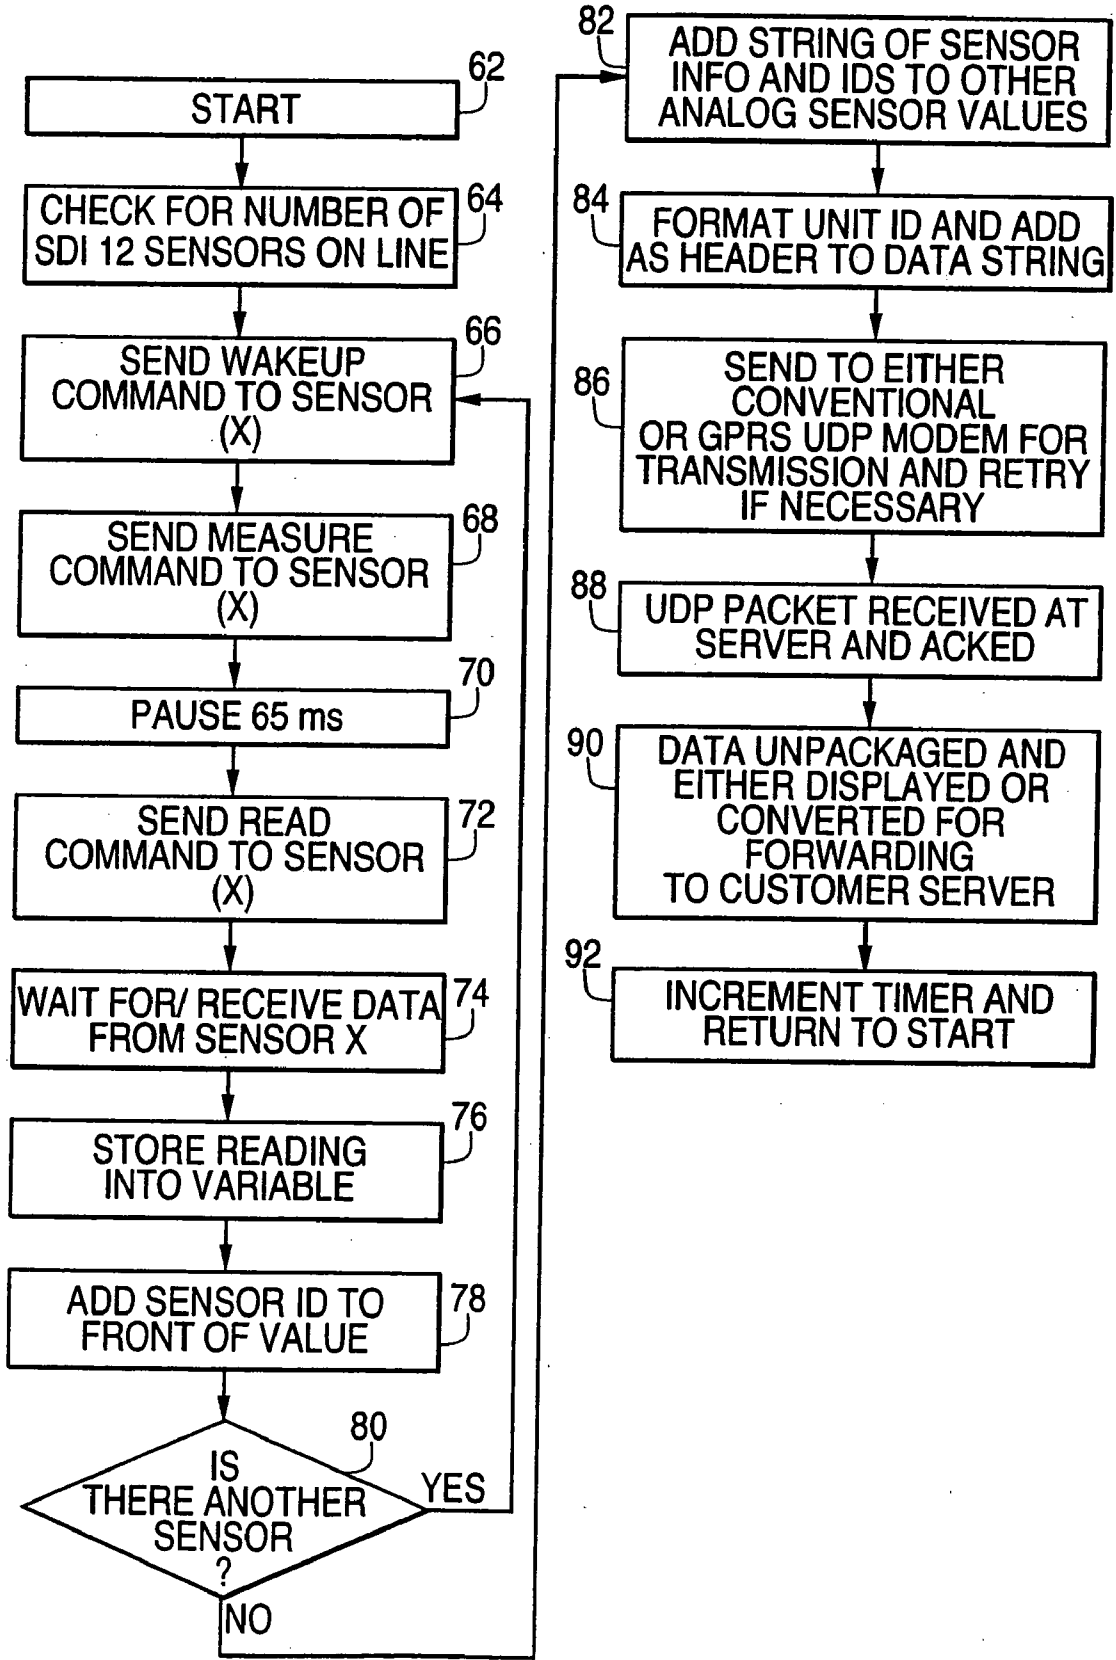 62
START
64
CHECK FOR NUMBER OF
SDI 12 SENSORS ON LINE
66
SEND WAKEUP
COMMAND TO SENSOR
(X)
68
SEND MEASURE
COMMAND TO SENSOR
(X)
70
PAUSE 65 ms
72
SEND READ
COMMAND TO SENSOR
(X)
74
WAIT FOR/ RECEIVE DATA
FROM SENSOR X
76
STORE READING
INTO VARIABLE
78
ADD SENSOR ID TO
FRONT OF VALUE
80
IS
THERE ANOTHER
SENSOR
?
YES
NO
82
ADD STRING OF SENSOR
INFO AND IDS TO OTHER
ANALOG SENSOR VALUES
84
FORMAT UNIT ID AND ADD
AS HEADER TO DATA STRING
86
SEND TO EITHER
CONVENTIONAL
OR GPRS UDP MODEM FOR
TRANSMISSION AND RETRY
IF NECESSARY
88
UDP PACKET RECEIVED AT
SERVER AND ACKED
90
DATA UNPACKAGED AND
EITHER DISPLAYED OR
CONVERTED FOR
FORWARDING
TO CUSTOMER SERVER
92
INCREMENT TIMER AND
RETURN TO START